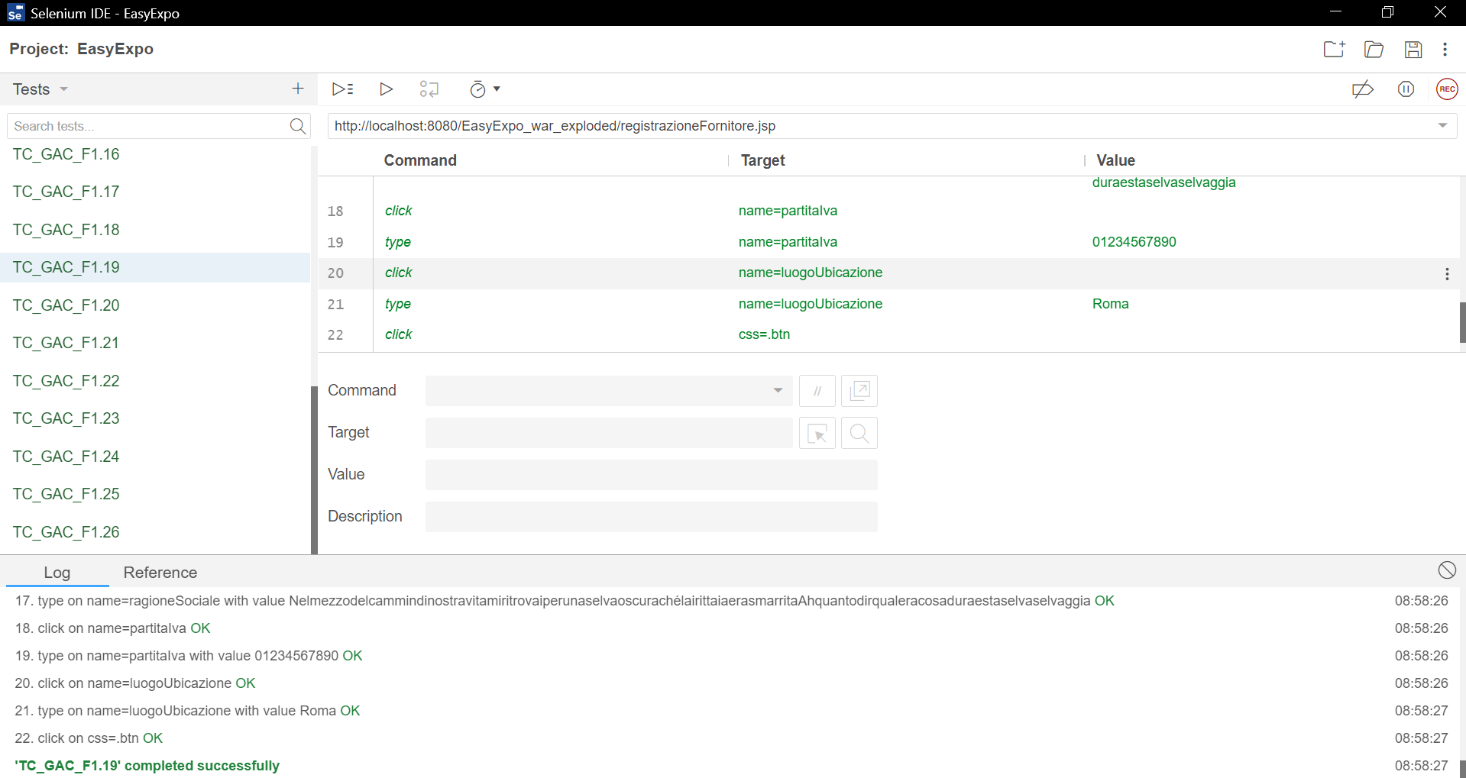 Se Selenium IDE - EasyExpo
Project: EasyExpo
Tests
Search tests...
TC_GAC_F1.16
TC_GAC_F1.17
TC_GAC_F1.18
TC_GAC_F1.19
TC_GAC_F1.20
TC_GAC_F1.21
TC_GAC_F1.22
TC_GAC_F1.23
TC_GAC_F1.24
TC_GAC_F1.25
TC_GAC_F1.26
REC
http://localhost:8080/EasyExpo_war_exploded/registrazioneFornitore.jsp
Command Target Value
duraestaselvaselvaggia
18 click name=partitaIva
19 type name=partitaIva 01234567890
20 click name=luogoUbicazione
21 type name=luogoUbicazione Roma
22 click css=.btn
Command //
Target
Value
Description
Log Reference
17. type on name=ragioneSociale with value NelmezzodelcammindinostravitamiritrovaiperunaselvaoscurachélairittaiaerasmarritaAhquantodirqualeracosaduraestaselvaselvaggia OK 08:58:26
18. click on name=partitaIva OK 08:58:26
19. type on name=partitaIva with value 01234567890 OK 08:58:26
20. click on name=luogoUbicazione OK 08:58:26
21. type on name=luogoUbicazione with value Roma OK 08:58:27
22. click on css=.btn OK 08:58:27
'TC_GAC_F1.19' completed successfully 08:58:27